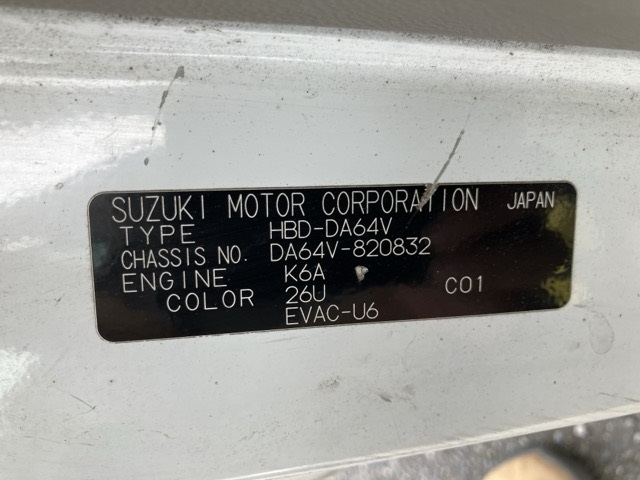 SUZUKI MOTOR CORPORATION JAPAN
TYPE HBD-DA64V
CHASSIS NO. DA64V-820832
ENGINE K6A
COLOR 26U C01
EVAC-U6